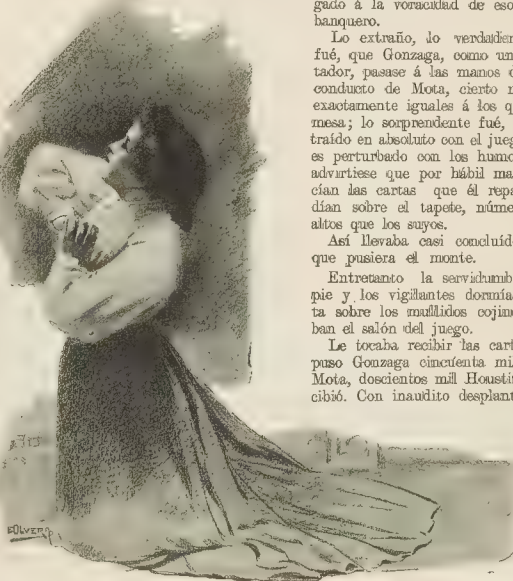 gado á la voracidad de eso
banquero.
Lo extraño, lo verdader
fué, que Gonzaga, como un
tador, pasase á las manos
conducto de Mota, cierto
exactamente iguales á los q
mesa; lo sorprendente fué,
traído en absoluto con el jueg
es perturbado con los humo
advirtiese que por hábil ma
cían las cartas que él repa
dían sobre el tapete, núme
altos que los suyos.
Así llevaba casi concluíd
que pusiera el monte.
Entretanto la servidumb
pie y los vigilantes dormía
ta sobre los mullidos cojin
ban el salón del juego.
Le tocaba recibir las cart
puso Gonzaga cincuenta mi
Mota, doscientos mill Houstin
cibió. Con inaudito desplant
EOLVERA